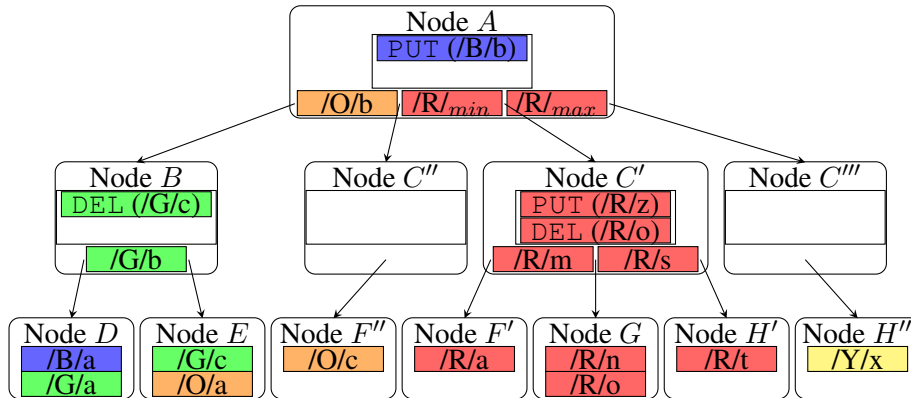 Node A
PUT (/B/b)
/O/b /R/min /R/max
Node B Node C'' Node C' Node C'''
DEL (/G/c) PUT (/R/z)
DEL (/R/o)
/G/b /R/m /R/s
Node D Node E Node F'' Node F' Node G Node H' Node H''
/B/a /G/c /O/c /R/a /R/n /R/t /Y/x
/G/a /O/a /R/o